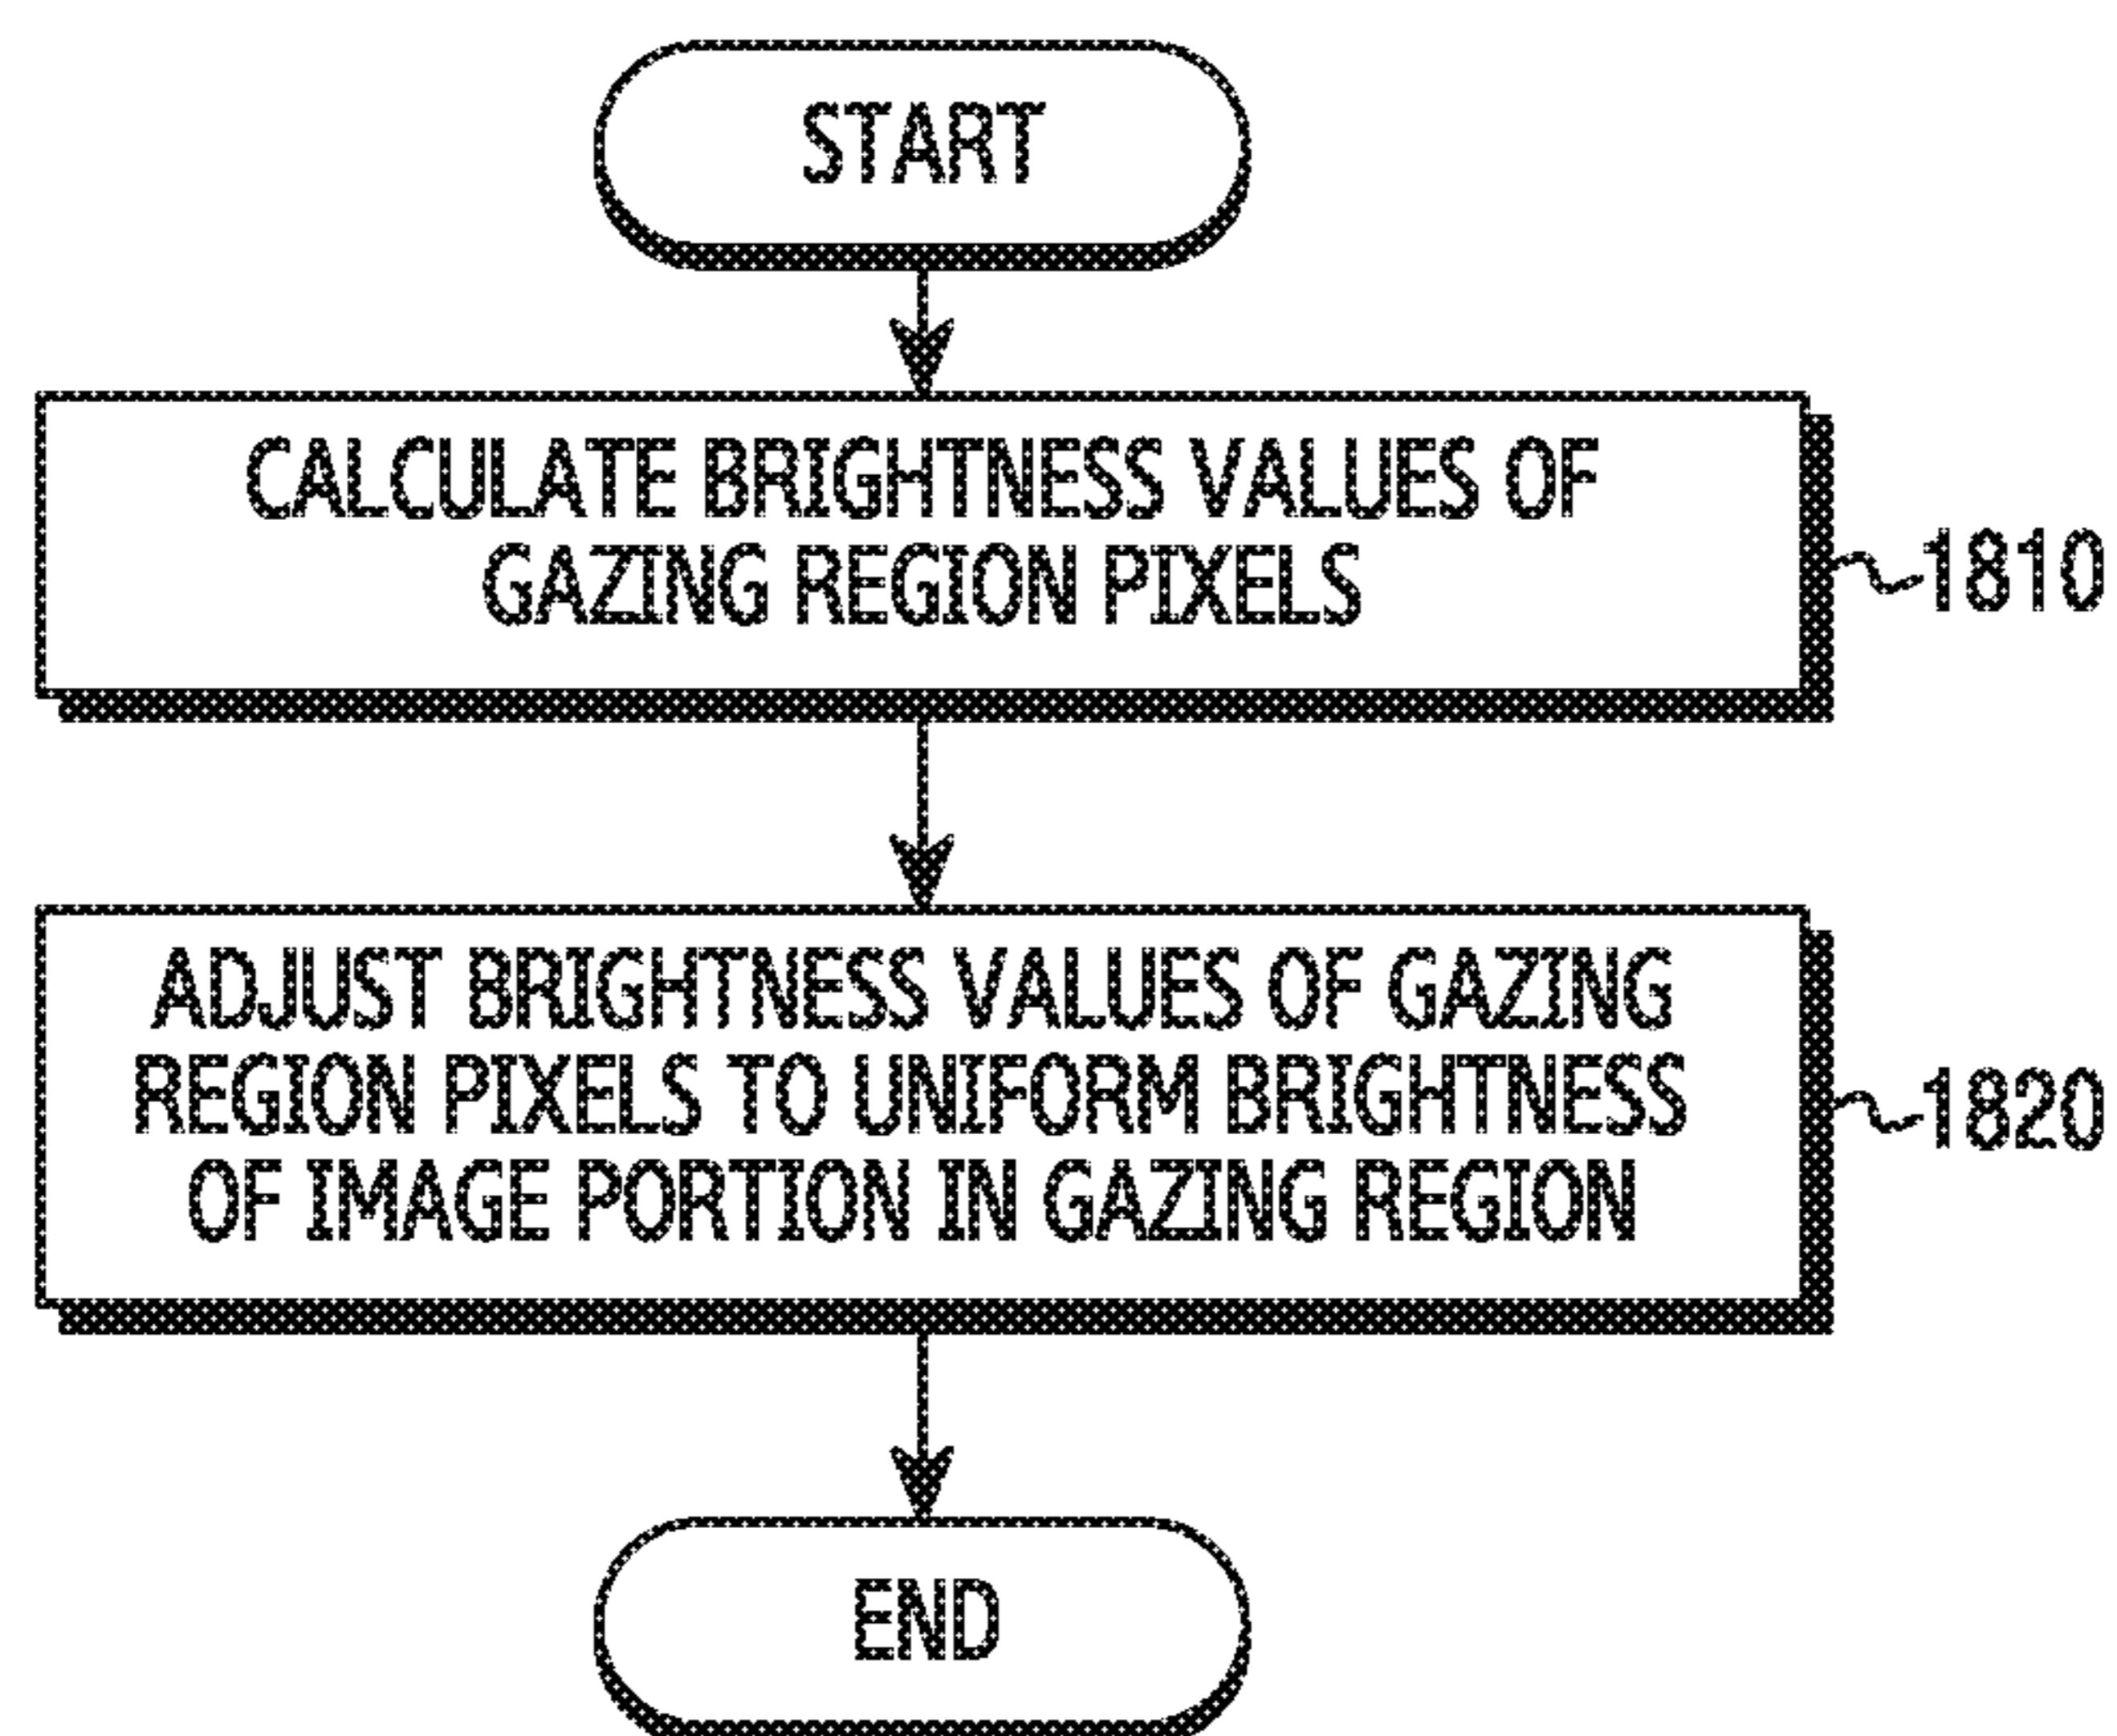 START
CALCULATE BRIGHTNESS VALUES OF
GAZING REGION PIXELS
1810
ADJUST BRIGHTNESS VALUES OF GAZING
REGION PIXELS TO UNIFORM BRIGHTNESS
OF IMAGE PORTION IN GAZING REGION
1820
END